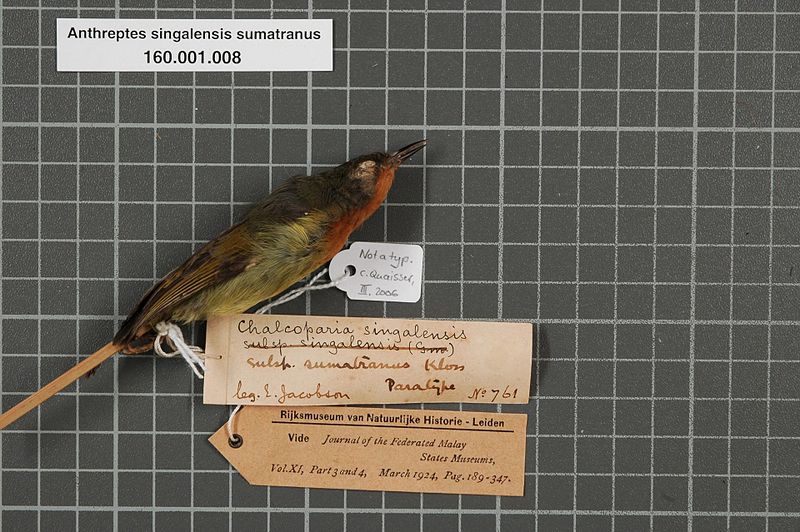 Anthreptes singalensis sumatranus
160.001.008
Not a typ.
C. Quaisser,
III. 2006
Chalcoparia singalensis
subsp. singalensis (Gm)
subsp. sumatranus Kloss
leg. E. Jacobson Paratype No 761
Rijksmuseum van Natuurlijke Historie - Leiden
Vide Journal of the Federated Malay
States Museums,
Vol. XI, Part 3 and 4, March 1924, Pag. 189-347.